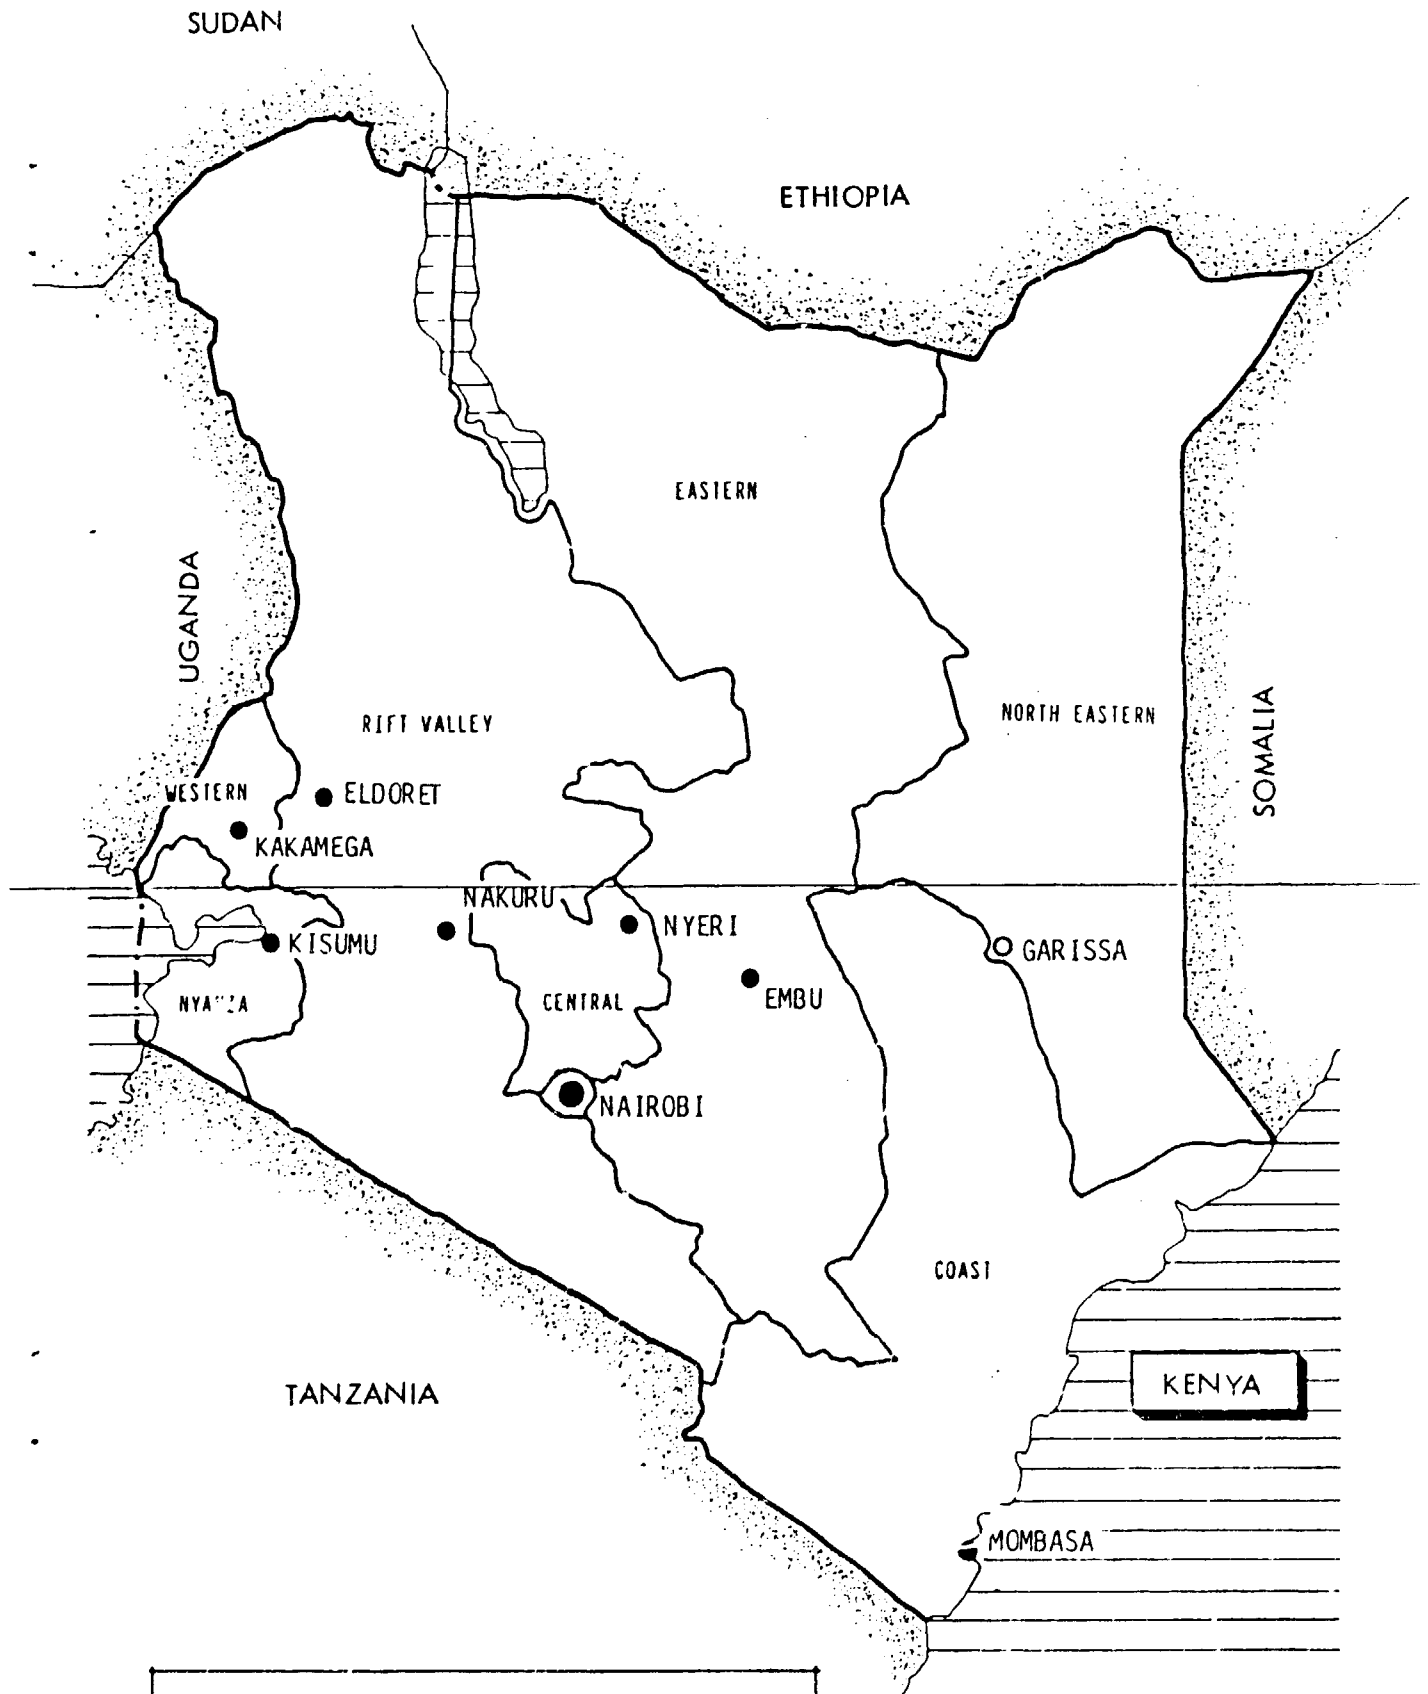 SUDAN
ETHIOPIA
EASTERN
UGANDA
RIFT VALLEY
NORTH EASTERN
SOMALIA
WESTERN
ELDORET
KAKAMEGA
NAKURU
NYERI
KISUMU
GARISSA
EMBU
CENTRAL
NAIROBI
COAST
TANZANIA
KENYA
MOMBASA